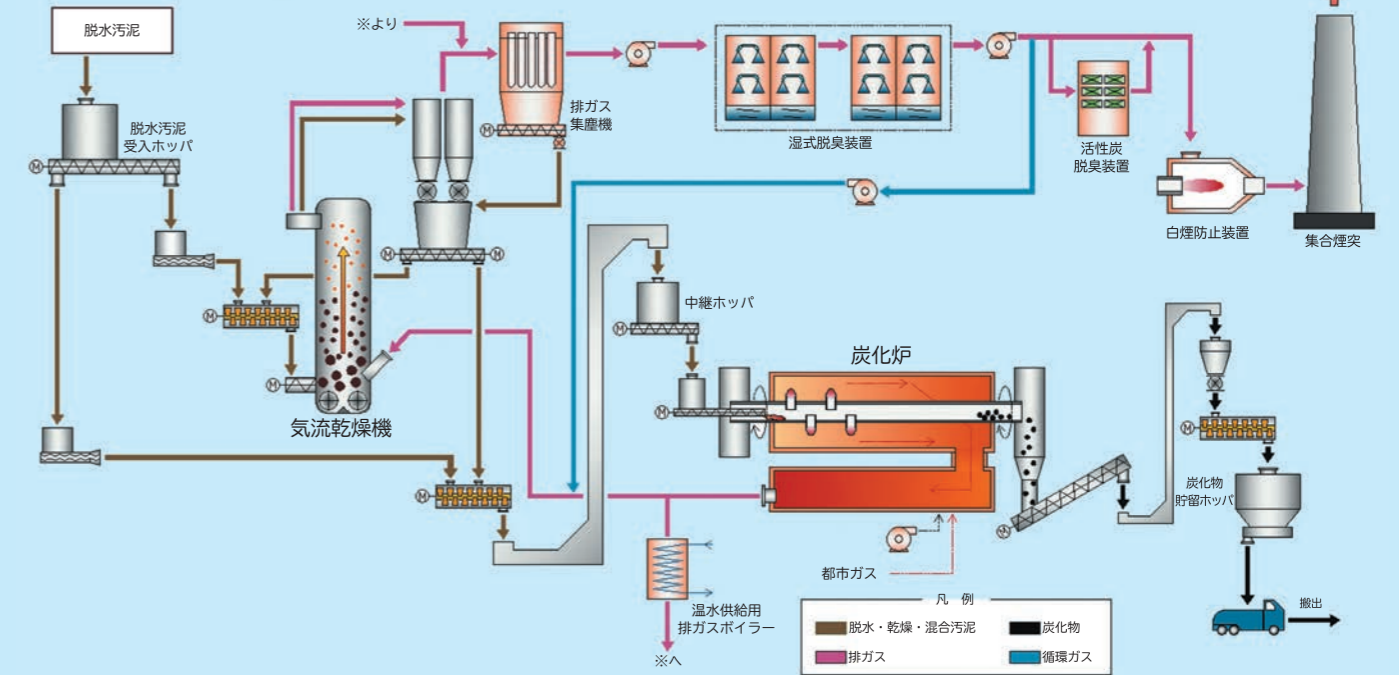 脱水汚泥
※より
脱水汚泥
受入ホッパ
排ガス
集塵機
湿式脱臭装置
活性炭
脱臭装置
白煙防止装置
集合煙突
M
M
M
M
M
M
M
M
M
M
気流乾燥機
中継ホッパ
炭化炉
炭化物
貯留ホッパ
都市ガス
温水供給用
排ガスボイラー
※へ
搬出
凡 例
脱水・乾燥・混合汚泥
炭化物
排ガス
循環ガス